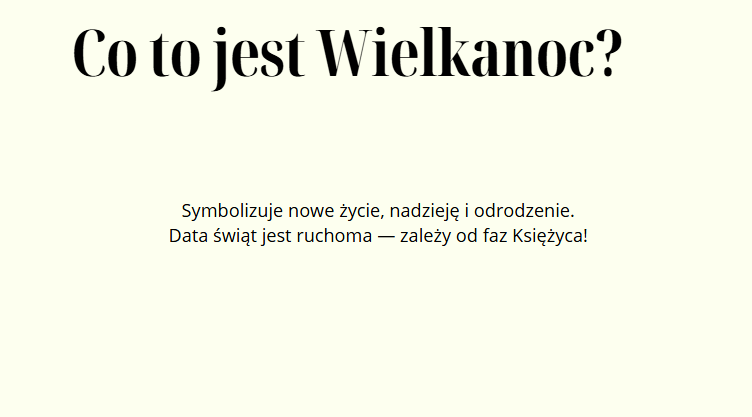 Co to jest Wielkanoc?
Symbolizuje nowe życie, nadzieję i odrodzenie.
Data świąt jest ruchoma — zależy od faz Księżyca!